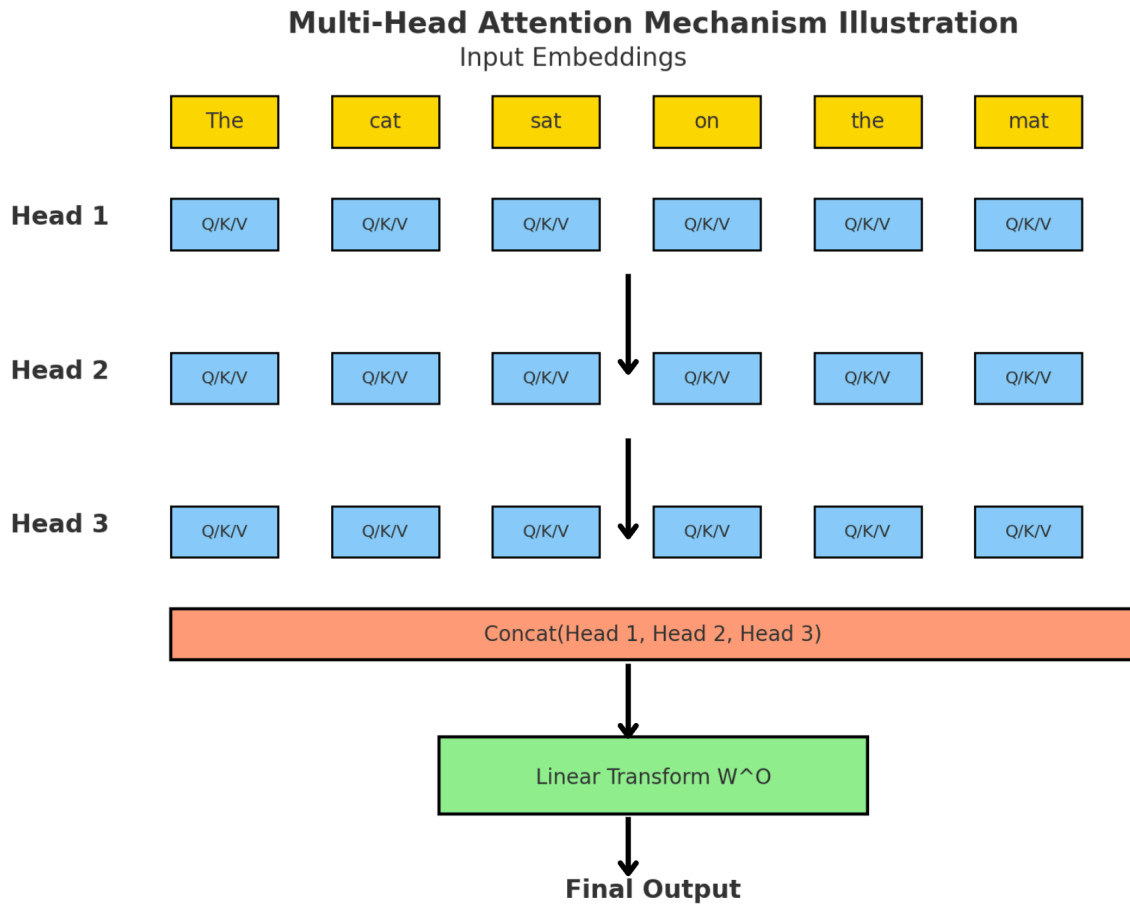 Multi-Head Attention Mechanism Illustration
Input Embeddings
The cat sat on the mat
Head 1 Q/K/V Q/K/V Q/K/V Q/K/V Q/K/V Q/K/V
Head 2 Q/K/V Q/K/V Q/K/V Q/K/V Q/K/V Q/K/V
Head 3 Q/K/V Q/K/V Q/K/V Q/K/V Q/K/V Q/K/V
Concat(Head 1, Head 2, Head 3)
Linear Transform W^O
Final Output